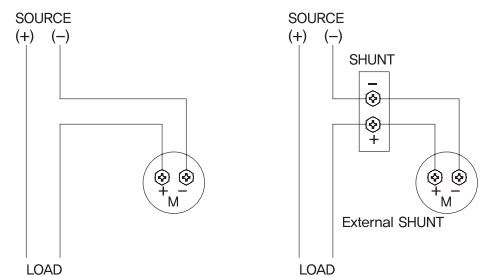 SOURCE
(+) (−)
+ −
M
LOAD
SOURCE
(+) (−)
SHUNT
−
+
+ −
M
External SHUNT
LOAD